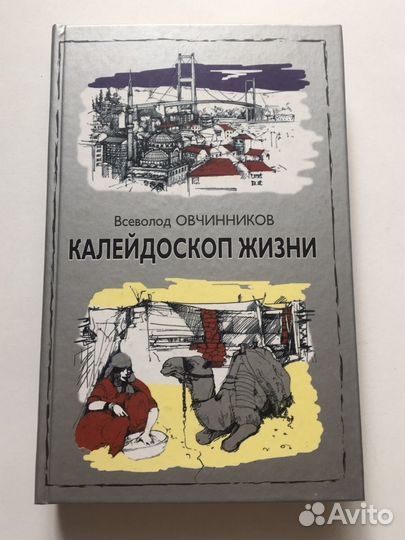 Всеволод ОВЧИННИКОВ
КАЛЕЙДОСКОП ЖИЗНИ
Avito